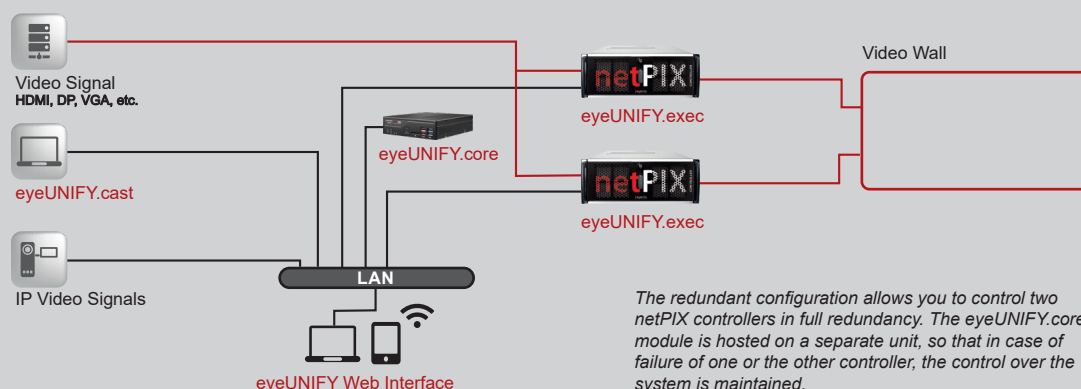 Video Signal
HDMI, DP, VGA, etc.
eyeUNIFY.cast
IP Video Signals
eyeUNIFY.core
netPIX
eyeUNIFY.exec
netPIX
eyeUNIFY.exec
Video Wall
LAN
eyeUNIFY Web Interface
The redundant configuration allows you to control two
netPIX controllers in full redundancy. The eyeUNIFY.core
module is hosted on a separate unit, so that in case of
failure of one or the other controller, the control over the
system is maintained.